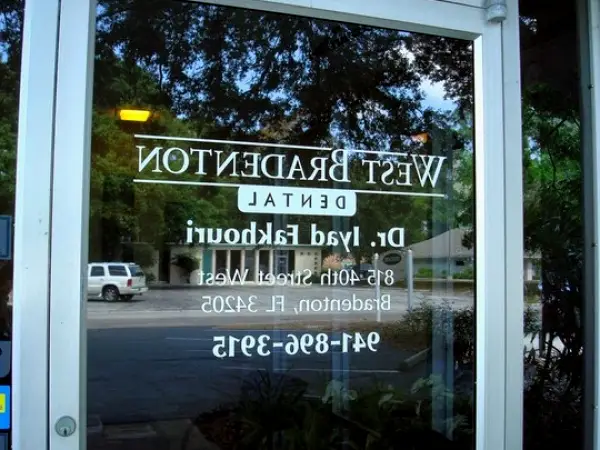 WEST BRADENTON
DENTAL
Dr. Iyad Fakhouri
815 40th Street West
Bradenton, FL 34205
941-896-3915